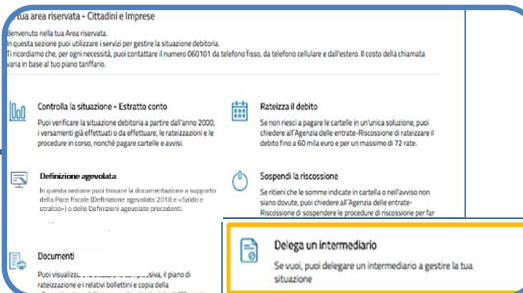 tua area riservata - Cittadini e Imprese
Benvenuto nella tua Area riservata.
In questa sezione puoi utilizzare i servizi per gestire la situazione debitoria.
Ti ricordiamo che, per ogni necessità, puoi contattare il numero 060101 da telefono fisso, da telefono cellulare e dall'estero. Il costo della chiamata
varia in base al tuo piano tariffario.
Controlla la situazione - Estratto conto
Puoi verificare la situazione debitoria a partire dall'anno 2000,
i versamenti già effettuati o da effettuare, le rateizzazioni e le
procedure in corso, nonché pagare cartelle e avvisi.
Rateizza il debito
Se non riesci a pagare le cartelle in un'unica soluzione, puoi
chiedere all'Agenzia delle entrate-Riscossione di rateizzare il
debito fino a 60 mila euro e per un massimo di 72 rate.
Definizione agevolata
In questa sezione puoi trovare la documentazione a supporto
della Pace fiscale (Definizione agevolata 2018 e «Saldo e
stralcio») o delle Definizioni agevolate precedenti.
Sospendi la riscossione
Se ritieni che le somme indicate in cartella o nell'avviso non
siano dovute, puoi chiedere all'Agenzia delle entrate-
Riscossione di sospendere le procedure di riscossione per far
Documenti
Puoi visualizz, il piano di
rateizzazione e i relativi bollettini e copia della
Delega un intermediario
Se vuoi, puoi delegare un intermediario a gestire la tua
situazione